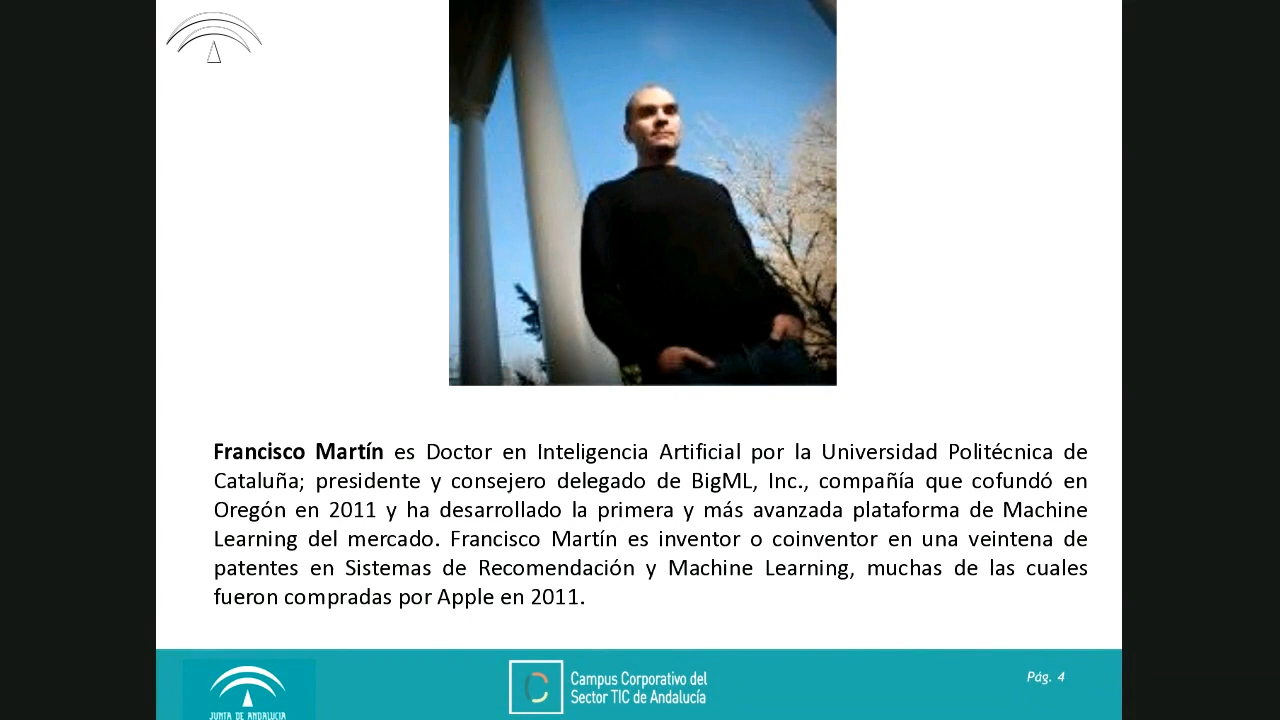 Francisco Martín es Doctor en Inteligencia Artificial por la Universidad Politécnica de
Cataluña; presidente y consejero delegado de BigML, Inc., compañía que cofundó en
Oregón en 2011 y ha desarrollado la primera y más avanzada plataforma de Machine
Learning del mercado. Francisco Martín es inventor o coinventor en una veintena de
patentes en Sistemas de Recomendación y Machine Learning, muchas de las cuales
fueron compradas por Apple en 2011.
JUNTA DE ANDALUCIA
Campus Corporativo del
Sector TIC de Andalucía
Pág. 4